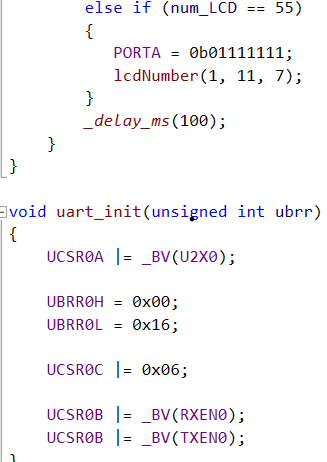 else if (num_LCD == 55)
{
PORTA = 0b01111111;
lcdNumber(1, 11, 7);
}
_delay_ms(100);
}
}
void uart_init(unsigned int ubrr)
{
UCSR0A |= _BV(U2X0);
UBRR0H = 0x00;
UBRR0L = 0x16;
UCSR0C |= 0x06;
UCSR0B |= _BV(RXEN0);
UCSR0B |= _BV(TXEN0);
}